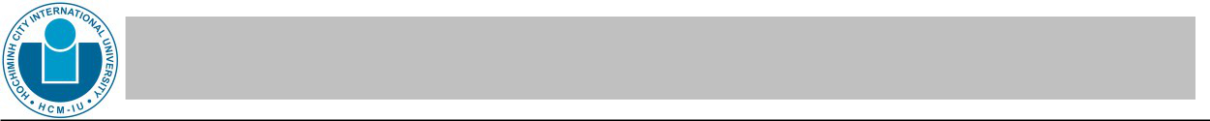 HOCHIMINH CITY INTERNATIONAL UNIVERSITY
• HCM-IU •